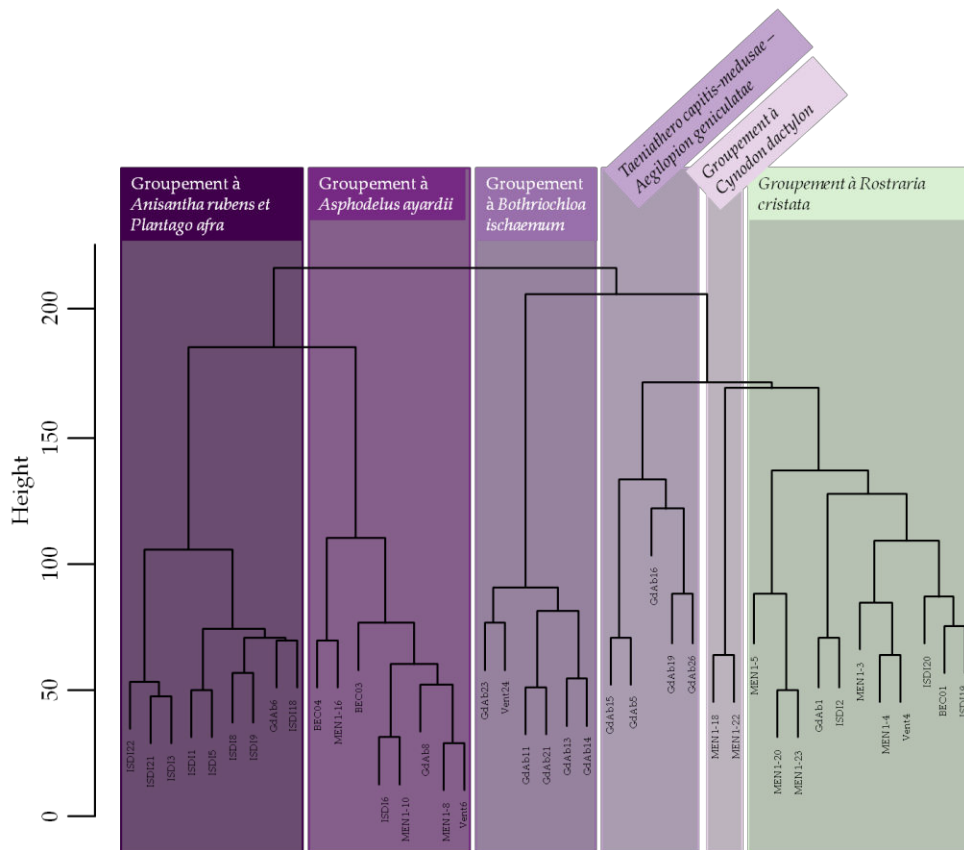 Taeniathero capitis-medusae –
Aegilopion geniculatae
Groupement à
Cynodon dactylon
Groupement à
Anisantha rubens et
Plantago afra
Groupement à
Asphodelus ayardii
Groupement
à Bothriochloa
ischaemum
Groupement à Rostraria
cristata
Height
200
150
100
50
0
ISDI22
ISDI21
ISDI3
ISDI1
ISDI5
ISDI8
ISDI9
GdAb6
ISDI18
BEC04
MEN1-16
BEC03
ISDI6
MEN1-10
GdAb8
MEN1-8
Vent6
GdAb23
Vent24
GdAb11
GdAb21
GdAb13
GdAb14
GdAb15
GdAb5
GdAb16
GdAb19
GdAb26
MEN1-18
MEN1-22
MEN1-5
MEN1-20
MEN1-23
GdAb1
ISDI2
MEN1-3
MEN1-4
Vent4
ISDI20
BEC01
ISDI19